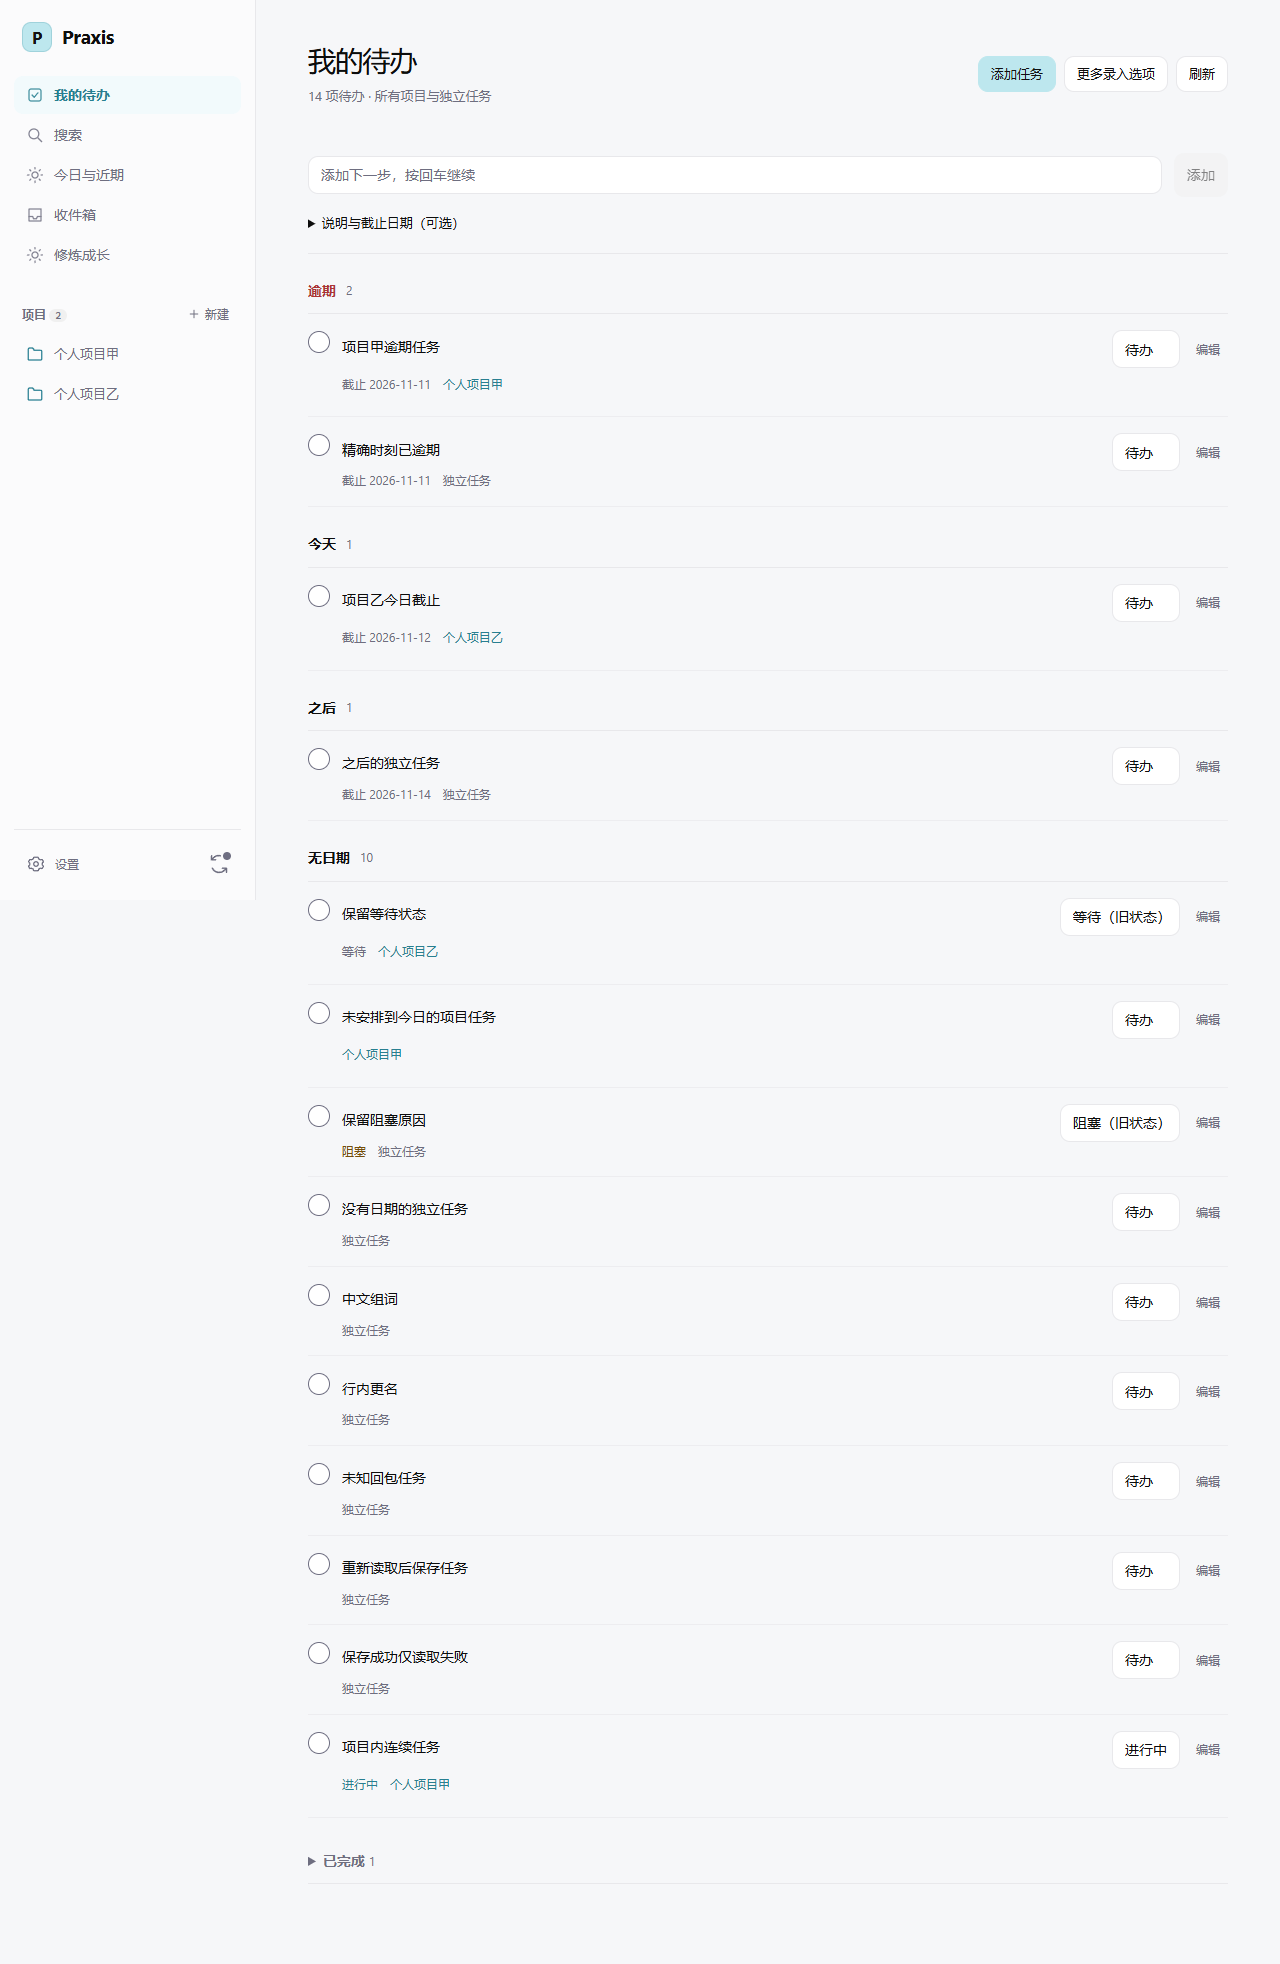 P Praxis
我的待办
搜索
今日与近期
收件箱
修炼成长
项目 2 + 新建
个人项目甲
个人项目乙
设置
我的待办
14 项待办 · 所有项目与独立任务
添加任务 更多录入选项 刷新
添加下一步，按回车继续 添加
说明与截止日期（可选）
逾期 2
项目甲逾期任务 待办 编辑
截止 2026-11-11 个人项目甲
精确时刻已逾期 待办 编辑
截止 2026-11-11 独立任务
今天 1
项目乙今日截止 待办 编辑
截止 2026-11-12 个人项目乙
之后 1
之后的独立任务 待办 编辑
截止 2026-11-14 独立任务
无日期 10
保留等待状态 等待（旧状态） 编辑
等待 个人项目乙
未安排到今日的项目任务 待办 编辑
个人项目甲
保留阻塞原因 阻塞（旧状态） 编辑
阻塞 独立任务
没有日期的独立任务 待办 编辑
独立任务
中文组词 待办 编辑
独立任务
行内更名 待办 编辑
独立任务
未知回包任务 待办 编辑
独立任务
重新读取后保存任务 待办 编辑
独立任务
保存成功仅读取失败 待办 编辑
独立任务
项目内连续任务 进行中 编辑
进行中 个人项目甲
已完成 1